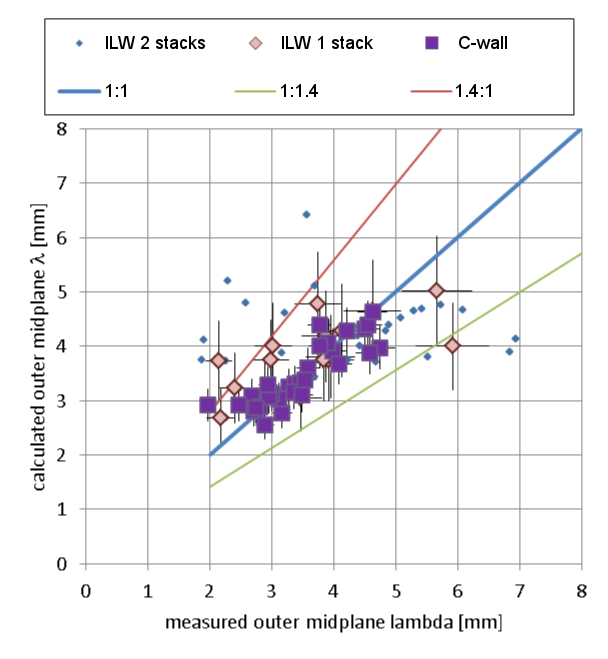 ILW 2 stacks ILW 1 stack C-wall
1:1 1:1.4 1.4:1
8
7
6
5
4
3
2
1
0
0 1 2 3 4 5 6 7 8
calculated outer midplane λ [mm]
measured outer midplane lambda [mm]